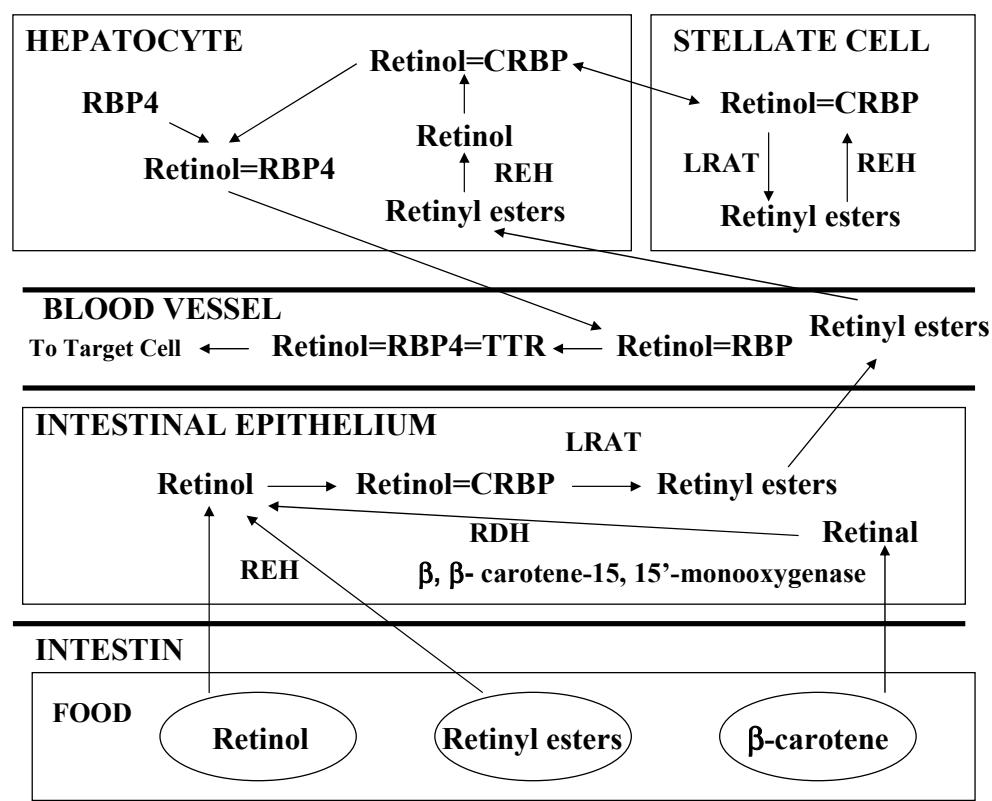 HEPATOCYTE
RBP4
Retinol=RBP4
Retinol=CRBP
Retinol
REH
Retinyl esters
STELLATE CELL
Retinol=CRBP
LRAT
REH
Retinyl esters
BLOOD VESSEL
To Target Cell
Retinol=RBP4=TTR
Retinol=RBP
Retinyl esters
INTESTINAL EPITHELIUM
LRAT
Retinol
Retinol=CRBP
Retinyl esters
RDH
Retinal
REH
β, β- carotene-15, 15’-monooxygenase
INTESTIN
FOOD
Retinol
Retinyl esters
β-carotene